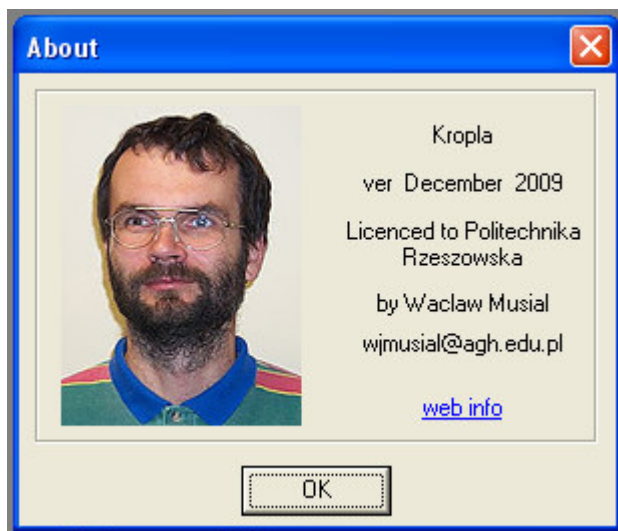 About
Kropla
ver December 2009
Licenced to Politechnika
Rzeszowska
by Waclaw Musial
wjmusial@agh.edu.pl
web info
OK